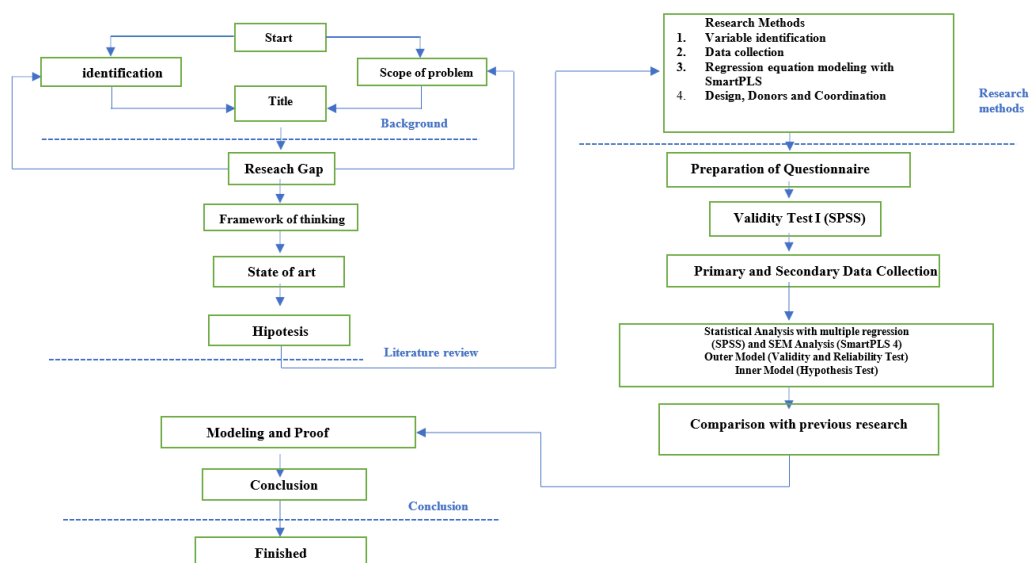 Start
identification
Scope of problem
Title
Background
Reseach Gap
Framework of thinking
State of art
Hipotesis
Literature review
Research Methods
1. Variable identification
2. Data collection
3. Regression equation modeling with
SmartPLS
4. Design, Donors and Coordination
Research
methods
Preparation of Questionnaire
Validity Test I (SPSS)
Primary and Secondary Data Collection
Statistical Analysis with multiple regression
(SPSS) and SEM Analysis (SmartPLS 4)
Outer Model (Validity and Reliability Test)
Inner Model (Hypothesis Test)
Comparison with previous research
Modeling and Proof
Conclusion
Conclusion
Finished